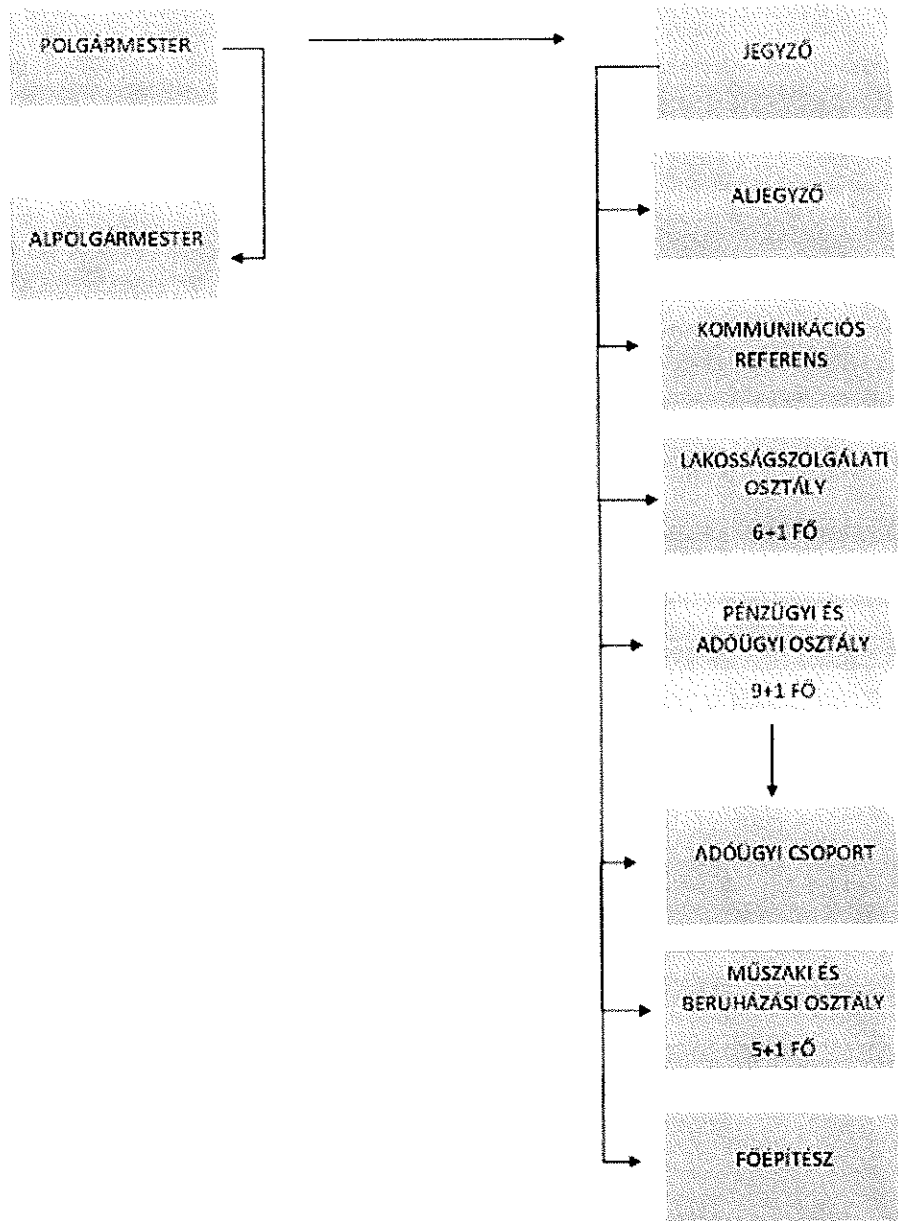 POLGÁRMESTER
JEGYZŐ
ALJEGYZŐ
ALPOLGÁRMESTER
KOMMUNIKÁCIÓS
REFERENS
LAKOSSÁGSZOLGÁLATI
OSZTÁLY
6+1 FŐ
PÉNZÜGYI ÉS
ADÓÜGYI OSZTÁLY
9+1 FŐ
ADÓÜGYI CSOPORT
MŰSZAKI ÉS
BERUHÁZÁSI OSZTÁLY
5+1 FŐ
FŐÉPÍTÉSZ